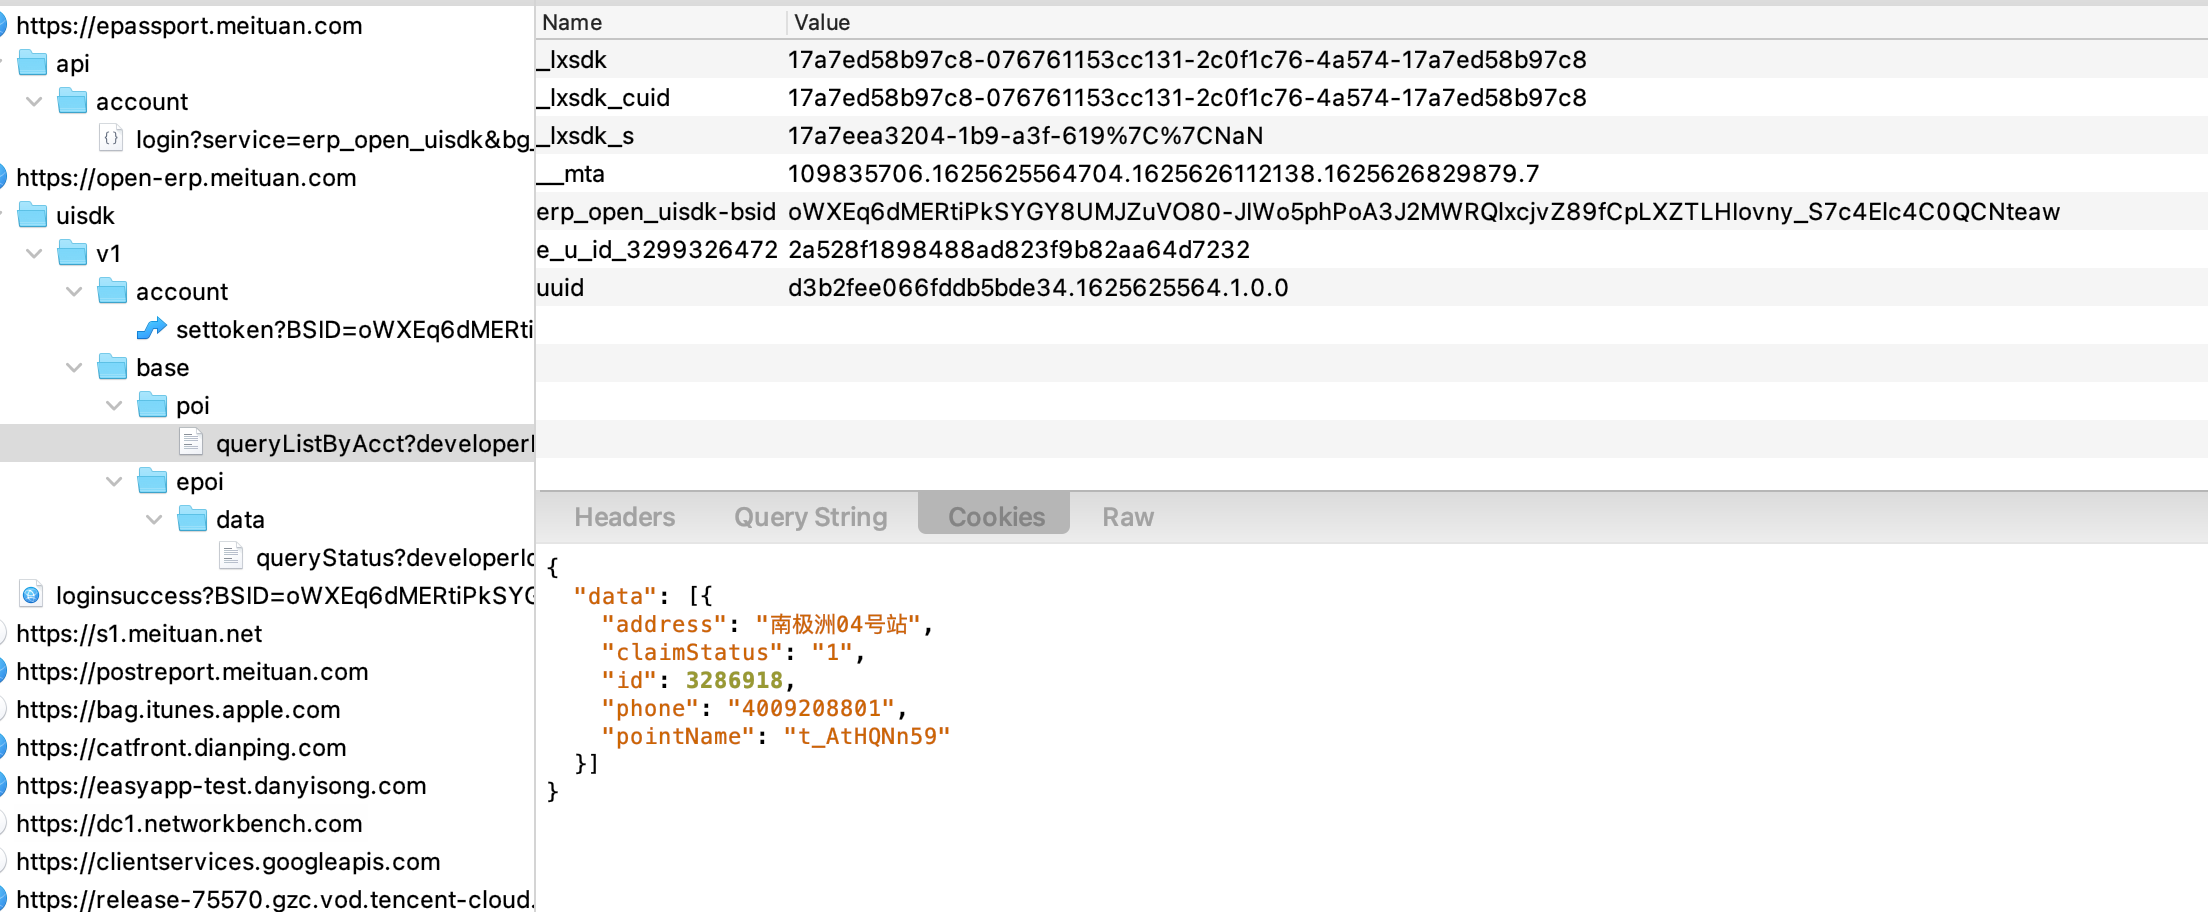 https://epassport.meituan.com
api
account
login?service=erp_open_uisdk&bg_
https://open-erp.meituan.com
uisdk
v1
account
settoken?BSID=oWXEq6dMERti
base
poi
queryListByAcct?developerI
epoi
data
queryStatus?developerId
loginsuccess?BSID=oWXEq6dMERtiPkSYG
https://s1.meituan.net
https://postreport.meituan.com
https://bag.itunes.apple.com
https://catfront.dianping.com
https://easyapp-test.danyisong.com
https://dc1.networkbench.com
https://clientservices.googleapis.com
https://release-75570.gzc.vod.tencent-cloud.
Name Value
_lxsdk 17a7ed58b97c8-076761153cc131-2c0f1c76-4a574-17a7ed58b97c8
_lxsdk_cuid 17a7ed58b97c8-076761153cc131-2c0f1c76-4a574-17a7ed58b97c8
_lxsdk_s 17a7eea3204-1b9-a3f-619%7C%7CNaN
__mta 109835706.1625625564704.1625626112138.1625626829879.7
erp_open_uisdk-bsid oWXEq6dMERtiPkSYGY8UMJZuVO80-JIWo5phPoA3J2MWRQlxcjvZ89fCpLXZTLHIovny_S7c4Elc4C0QCNteaw
e_u_id_3299326472 2a528f1898488ad823f9b82aa64d7232
uuid d3b2fee066fddb5bde34.1625625564.1.0.0
Headers Query String Cookies Raw
{
"data": [{
"address": "南极洲04号站",
"claimStatus": "1",
"id": 3286918,
"phone": "4009208801",
"pointName": "t_AtHQNn59"
}]
}